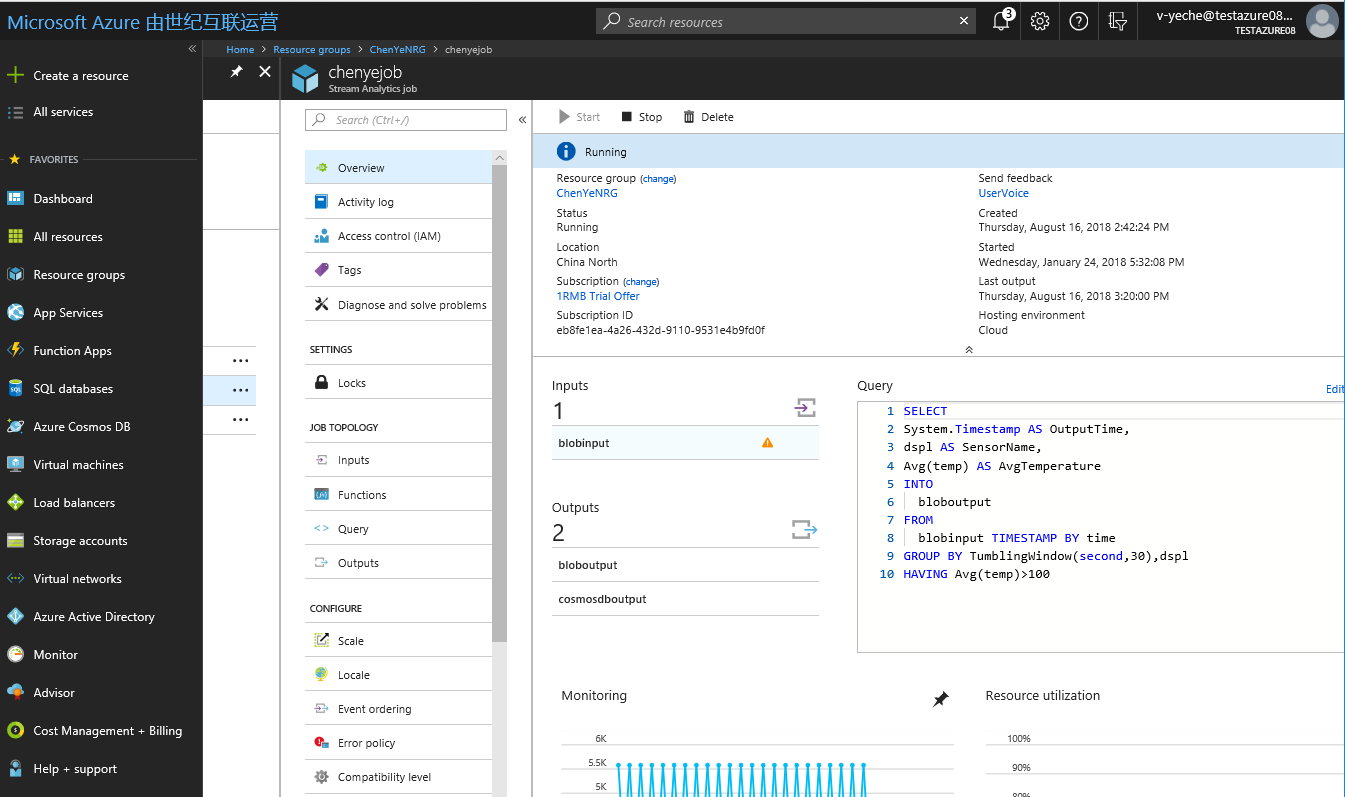 Microsoft Azure 由世纪互联运营
Search resources
3
v-yeche@testazure08...
TESTAZURE08
Home > Resource groups > ChenYeNRG > chenyejob
Create a resource
All services
FAVORITES
Dashboard
All resources
Resource groups
App Services
Function Apps
SQL databases
Azure Cosmos DB
Virtual machines
Load balancers
Storage accounts
Virtual networks
Azure Active Directory
Monitor
Advisor
Cost Management + Billing
Help + support
chenyejob
Stream Analytics job
Search (Ctrl+/)
Overview
Activity log
Access control (IAM)
Tags
Diagnose and solve problems
SETTINGS
Locks
JOB TOPOLOGY
Inputs
Functions
Query
Outputs
CONFIGURE
Scale
Locale
Event ordering
Error policy
Compatibility level
Start
Stop
Delete
Running
Resource group (change)
ChenYeNRG
Status
Running
Location
China North
Subscription (change)
1RMB Trial Offer
Subscription ID
eb8fe1ea-4a26-432d-9110-9531e4b9fd0f
Send feedback
UserVoice
Created
Thursday, August 16, 2018 2:42:24 PM
Started
Wednesday, January 24, 2018 5:32:08 PM
Last output
Thursday, August 16, 2018 3:20:00 PM
Hosting environment
Cloud
Inputs
1
blobinput
Outputs
2
bloboutput
cosmosdboutput
Query
Edit
1 SELECT
2 System.Timestamp AS OutputTime,
3 dspl AS SensorName,
4 Avg(temp) AS AvgTemperature
5 INTO
6 bloboutput
7 FROM
8 blobinput TIMESTAMP BY time
9 GROUP BY TumblingWindow(second,30),dspl
10 HAVING Avg(temp)>100
Monitoring
6K
5.5K
5K
Resource utilization
100%
90%
80%